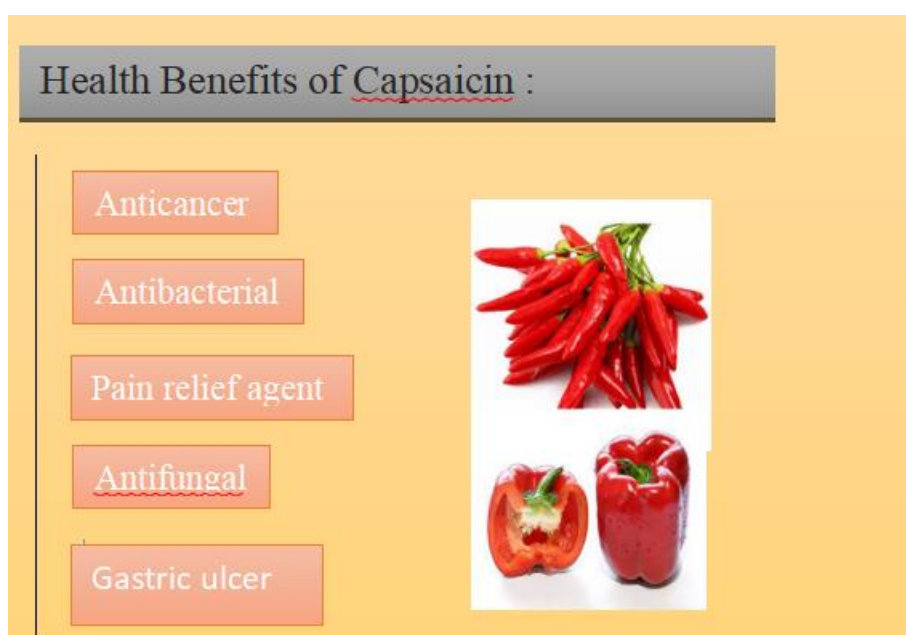 Health Benefits of Capsaicin :
Anticancer
Antibacterial
Pain relief agent
Antifungal
Gastric ulcer